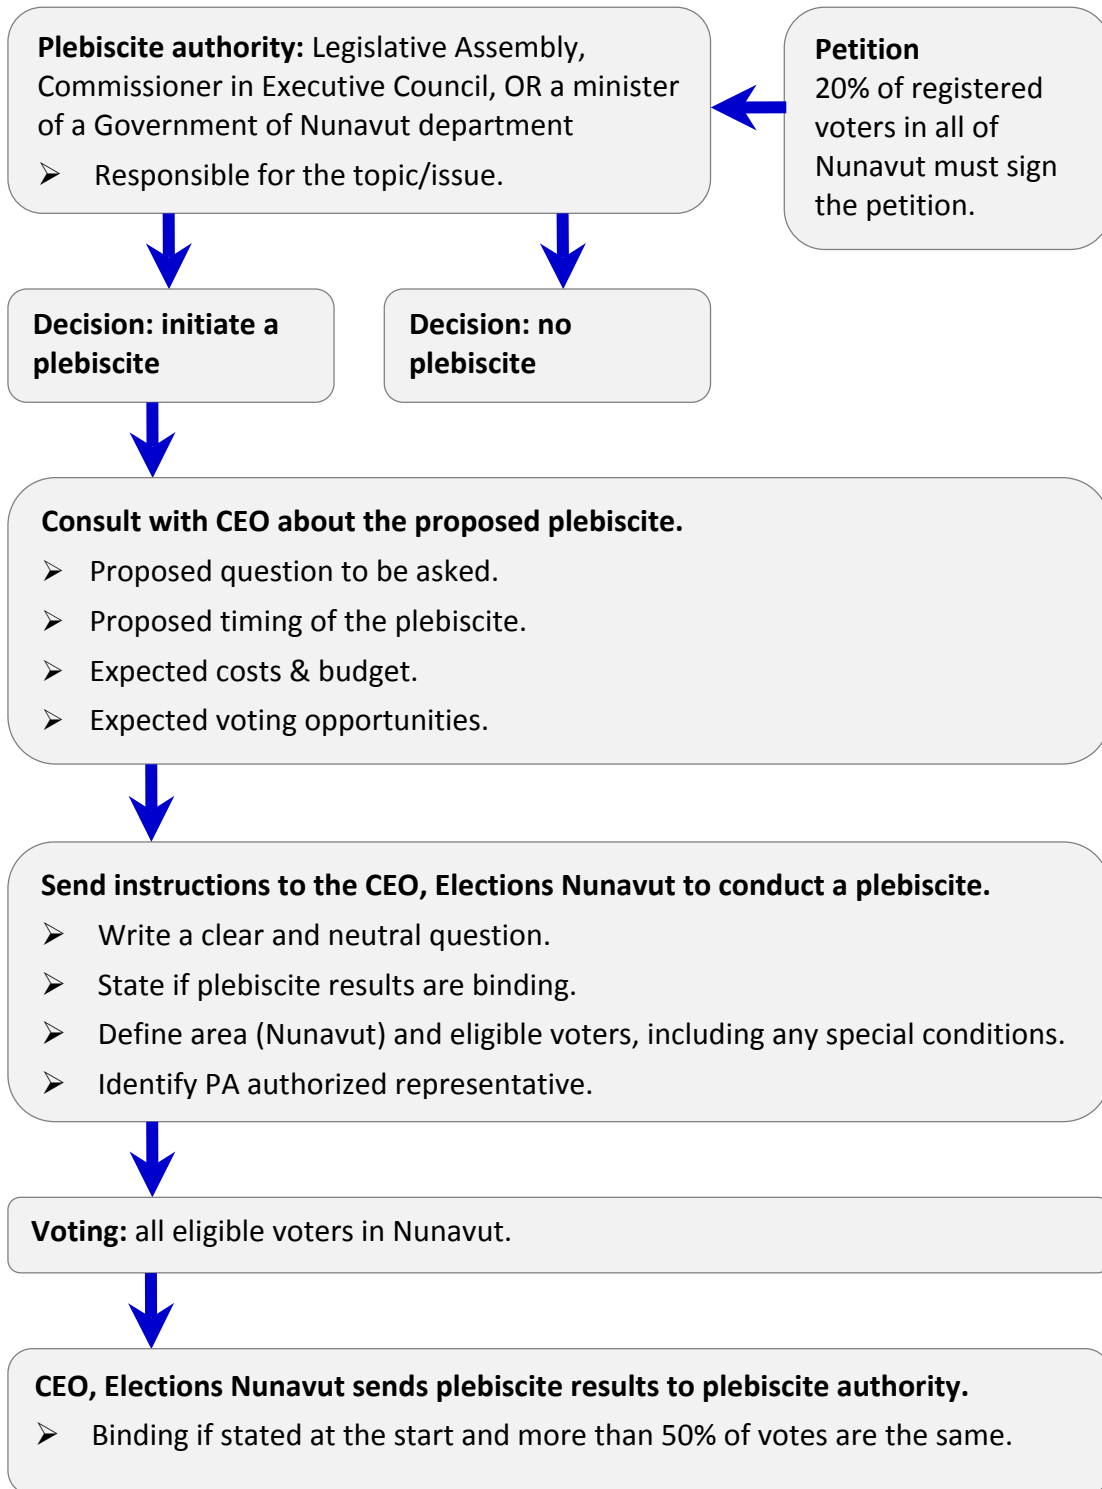 Plebiscite authority: Legislative Assembly,
Commissioner in Executive Council, OR a minister
of a Government of Nunavut department
➢ Responsible for the topic/issue.
Petition
20% of registered
voters in all of
Nunavut must sign
the petition.
Decision: initiate a
plebiscite
Decision: no
plebiscite
Consult with CEO about the proposed plebiscite.
➢ Proposed question to be asked.
➢ Proposed timing of the plebiscite.
➢ Expected costs & budget.
➢ Expected voting opportunities.
Send instructions to the CEO, Elections Nunavut to conduct a plebiscite.
➢ Write a clear and neutral question.
➢ State if plebiscite results are binding.
➢ Define area (Nunavut) and eligible voters, including any special conditions.
➢ Identify PA authorized representative.
Voting: all eligible voters in Nunavut.
CEO, Elections Nunavut sends plebiscite results to plebiscite authority.
➢ Binding if stated at the start and more than 50% of votes are the same.